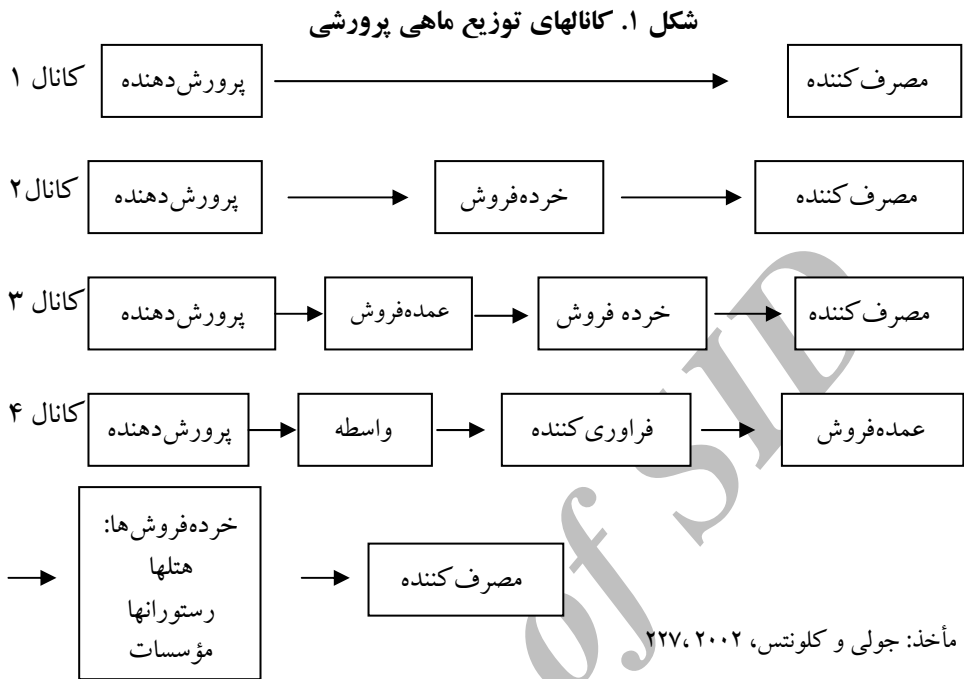 شکل ۱. کانالهای توزیع ماهی پرورشی
کانال ۱ پرورش‌دهنده مصرف‌کننده
کانال۲ پرورش‌دهنده خرده‌فروش مصرف‌کننده
کانال ۳ پرورش‌دهنده عمده‌فروش خرده فروش مصرف‌کننده
کانال ۴ پرورش‌دهنده واسطه فراوری‌کننده عمده‌فروش
خرده‌فروش‌ها:
هتلها
رستورانها
مؤسسات
مصرف‌کننده
مأخذ: جولی و کلونتس، ۲۰۰۲، ۲۲۷
of SID